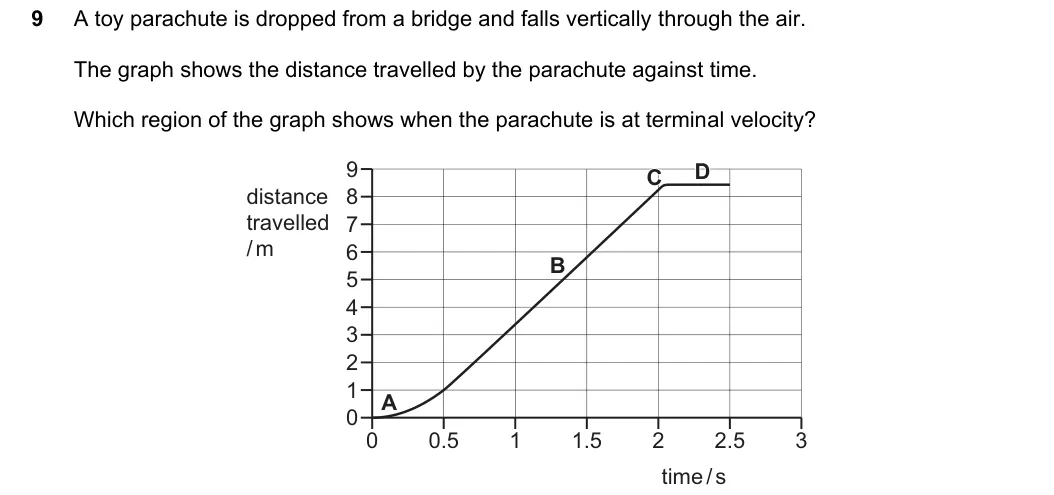 9 A toy parachute is dropped from a bridge and falls vertically through the air.
The graph shows the distance travelled by the parachute against time.
Which region of the graph shows when the parachute is at terminal velocity?
distance
travelled
/m
9
8
7
6
5
4
3
2
1
0
A
B
C
D
0 0.5 1 1.5 2 2.5 3
time/s